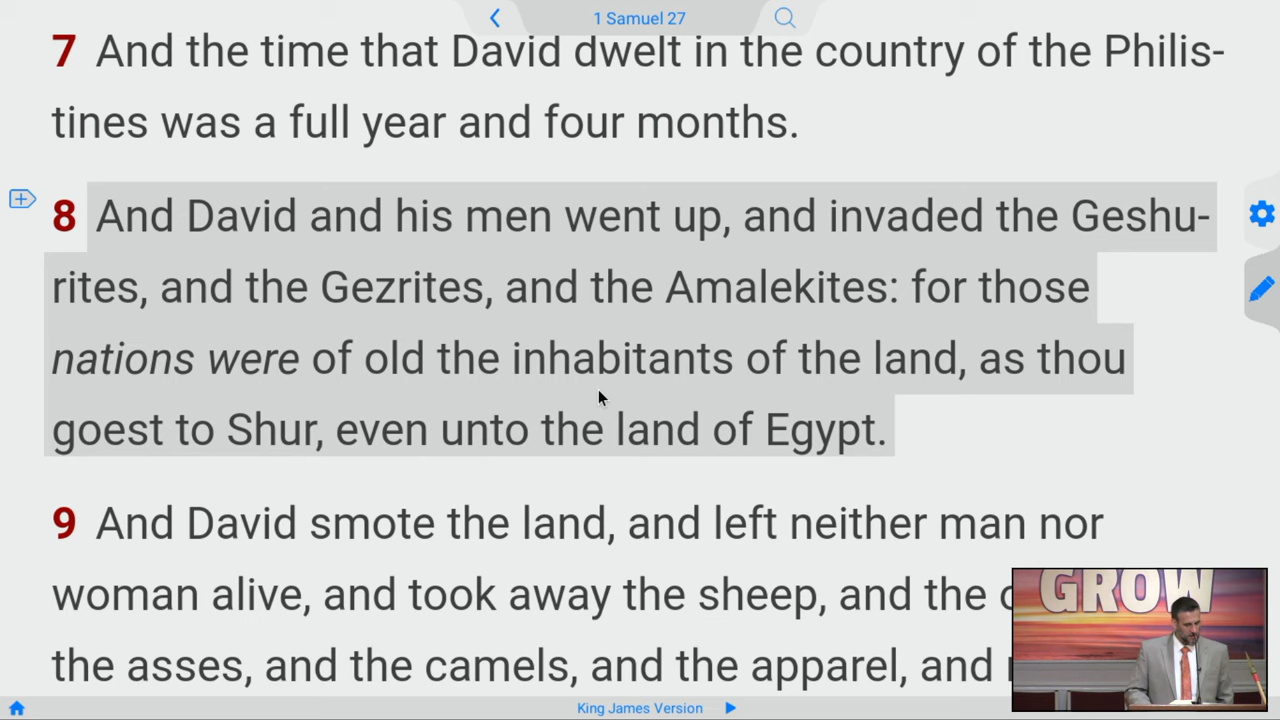 1 Samuel 27
7 And the time that David dwelt in the country of the Philis-
tines was a full year and four months.
8 And David and his men went up, and invaded the Geshu-
rites, and the Gezrites, and the Amalekites: for those
nations were of old the inhabitants of the land, as thou
goest to Shur, even unto the land of Egypt.
9 And David smote the land, and left neither man nor
woman alive, and took away the sheep, and the
the asses, and the camels, and the apparel, and
GROW
King James Version